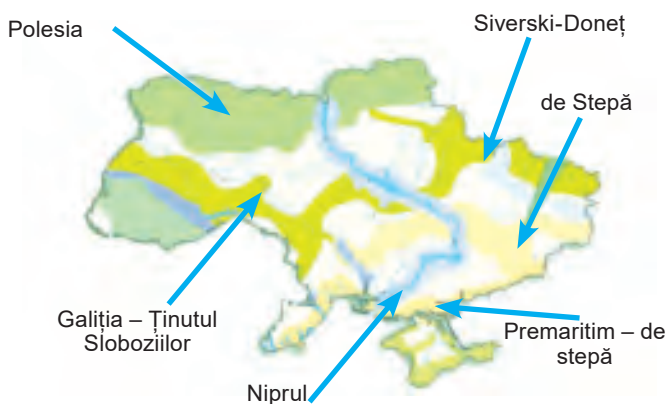 Polesia
Siverski-Doneț
de Stepă
Galiția – Ținutul
Sloboziilor
Niprul
Premaritim – de
stepă